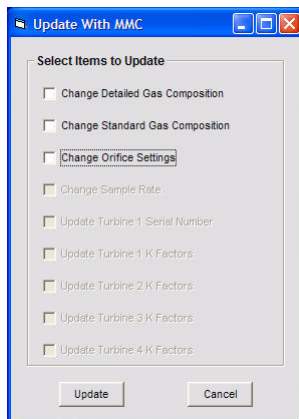 Update With MMC
Select Items to Update
Change Detailed Gas Composition
Change Standard Gas Composition
Change Orifice Settings
Change Sample Rate
Update Turbine 1 Serial Number
Update Turbine 1 K Factors
Update Turbine 2 K Factors
Update Turbine 3 K Factors
Update Turbine 4 K Factors
Update
Cancel